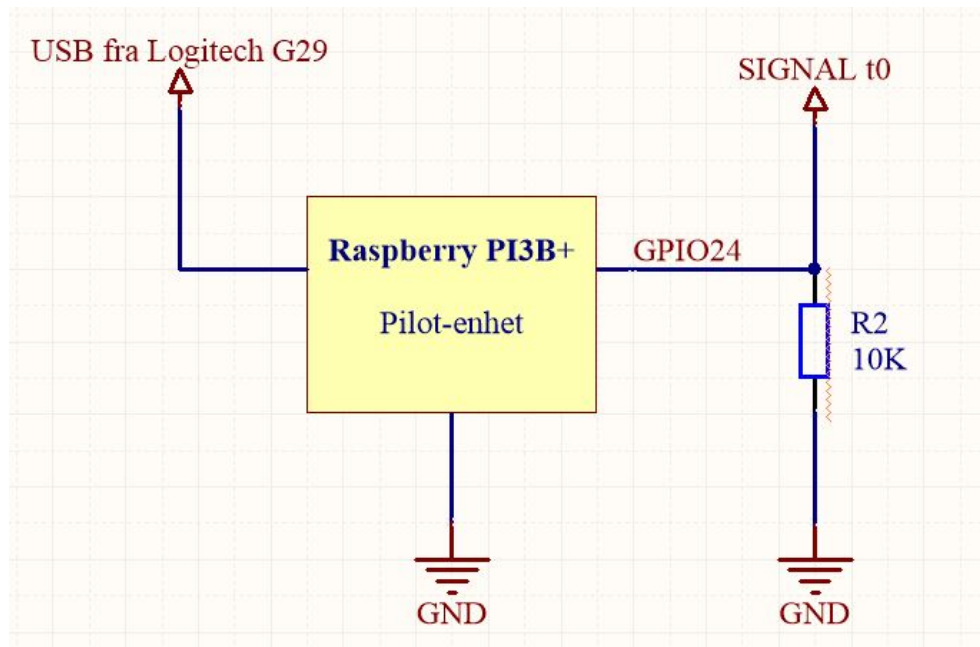 USB fra Logitech G29
SIGNAL t0
Raspberry PI3B+
GPIO24
Pilot-enhet
R2
10K
GND
GND